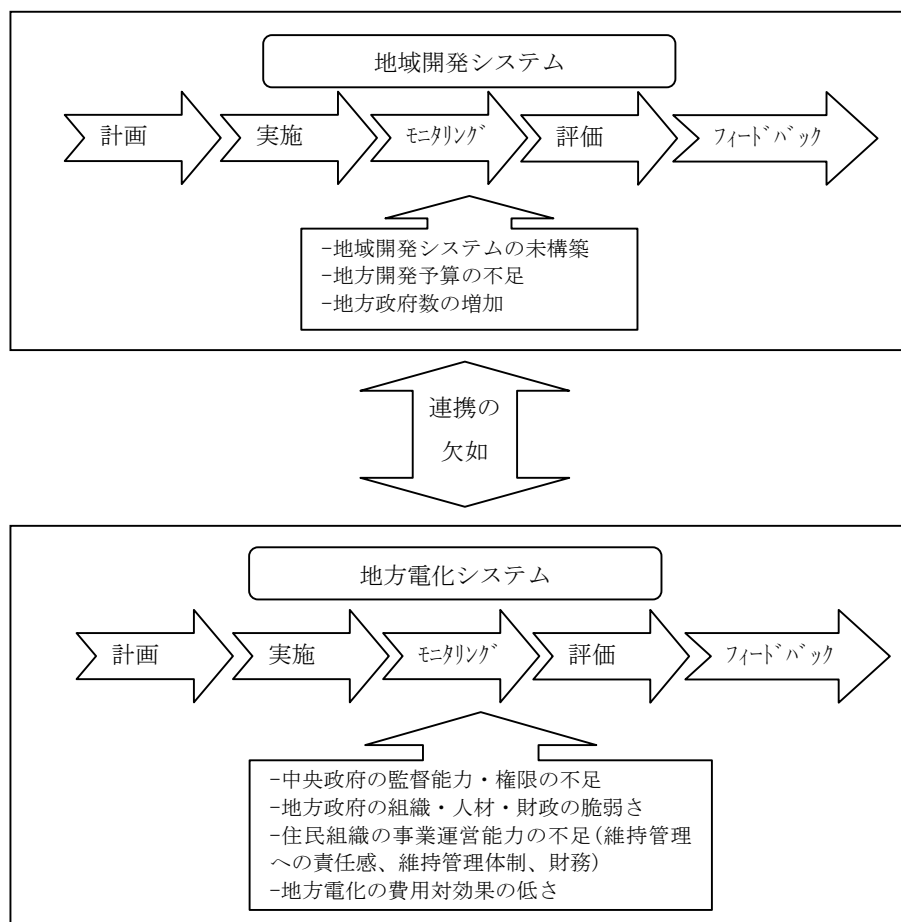 地域開発システム
計画
実施
ﾓﾆﾀﾘﾝｸﾞ
評価
ﾌｨｰﾄﾞﾊﾞｯｸ
-地域開発システムの未構築
-地方開発予算の不足
-地方政府数の増加
連携の
欠如
地方電化システム
計画
実施
ﾓﾆﾀﾘﾝｸﾞ
評価
ﾌｨｰﾄﾞﾊﾞｯｸ
-中央政府の監督能力・権限の不足
-地方政府の組織・人材・財政の脆弱さ
-住民組織の事業運営能力の不足(維持管理
への責任感、維持管理体制、財務)
-地方電化の費用対効果の低さ